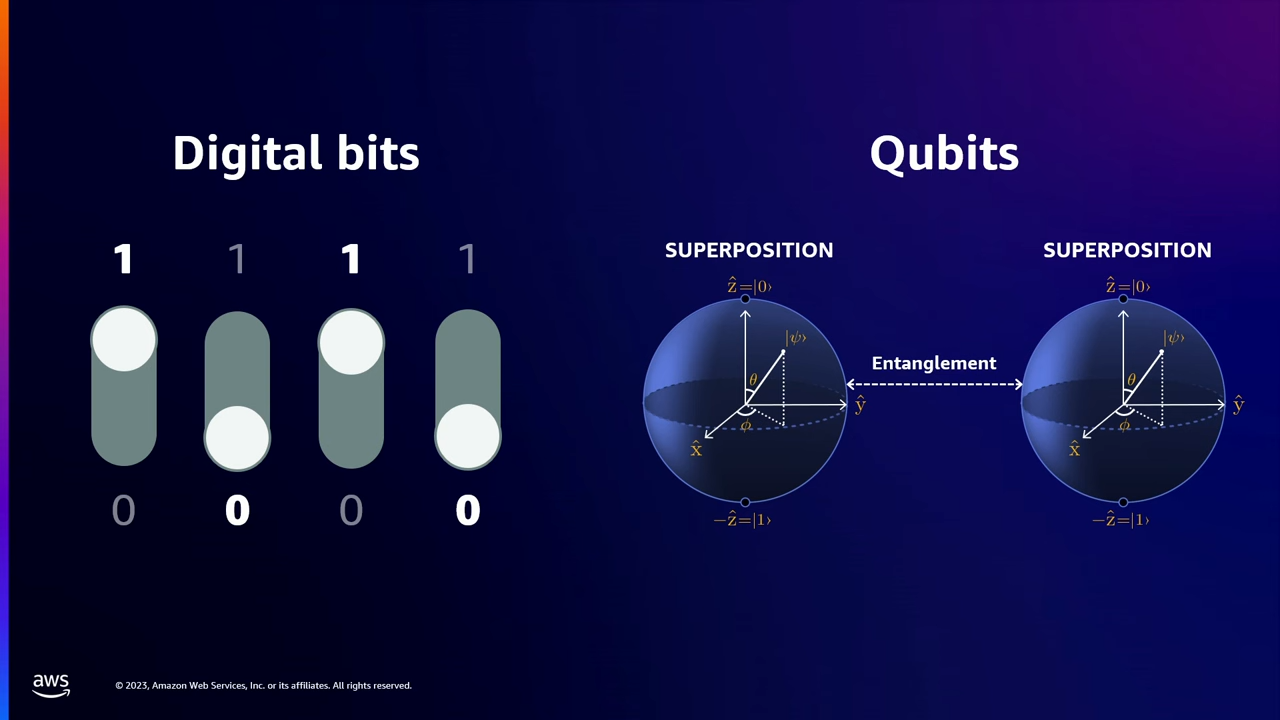 Digital bits
1 1 1 1
0 0 0 0
Qubits
SUPERPOSITION
ẑ=|0⟩
|ψ⟩
θ
ŷ
ϕ
x̂
−ẑ=|1⟩
Entanglement
SUPERPOSITION
ẑ=|0⟩
|ψ⟩
θ
ŷ
ϕ
x̂
−ẑ=|1⟩
aws
© 2023, Amazon Web Services, Inc. or its affiliates. All rights reserved.